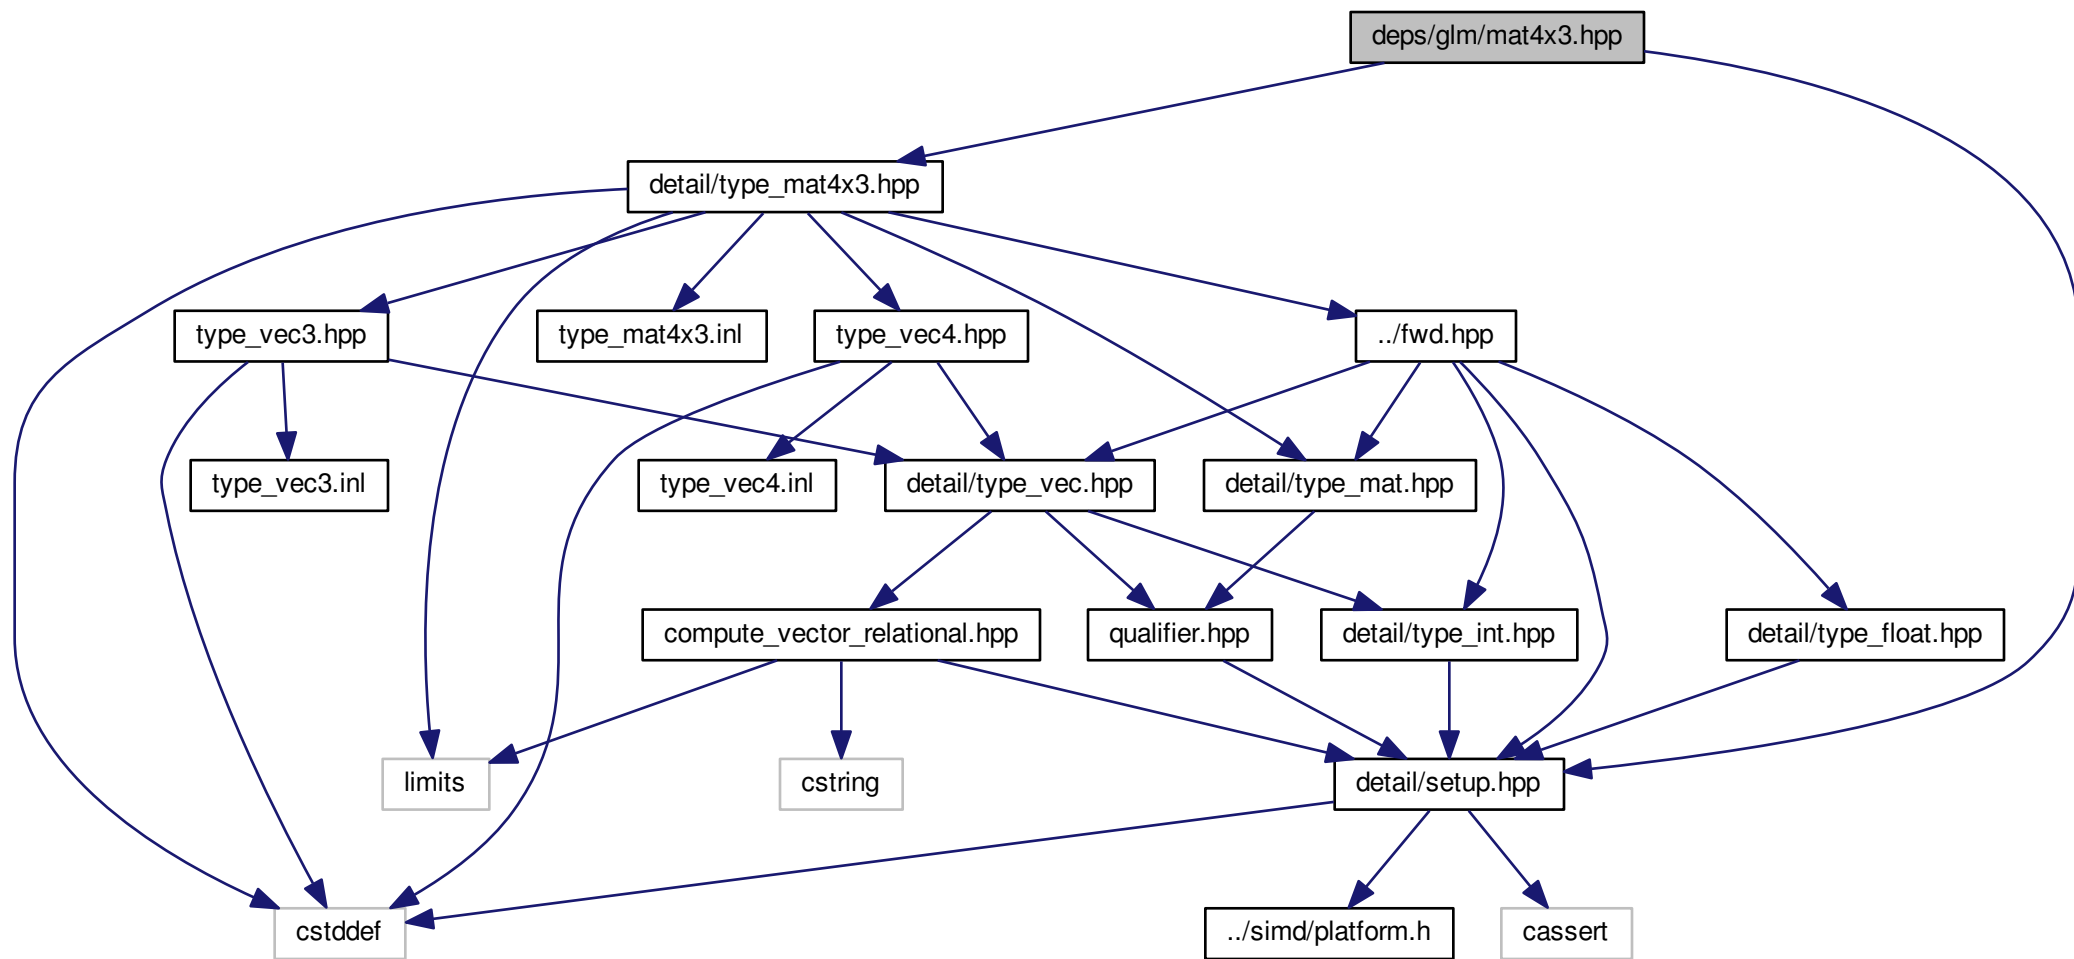 deps/glm/mat4x3.hpp
detail/type_mat4x3.hpp
type_vec3.hpp
type_mat4x3.inl
type_vec4.hpp
../fwd.hpp
type_vec3.inl
type_vec4.inl
detail/type_vec.hpp
detail/type_mat.hpp
compute_vector_relational.hpp
qualifier.hpp
detail/type_int.hpp
detail/type_float.hpp
limits
cstring
detail/setup.hpp
cstddef
../simd/platform.h
cassert